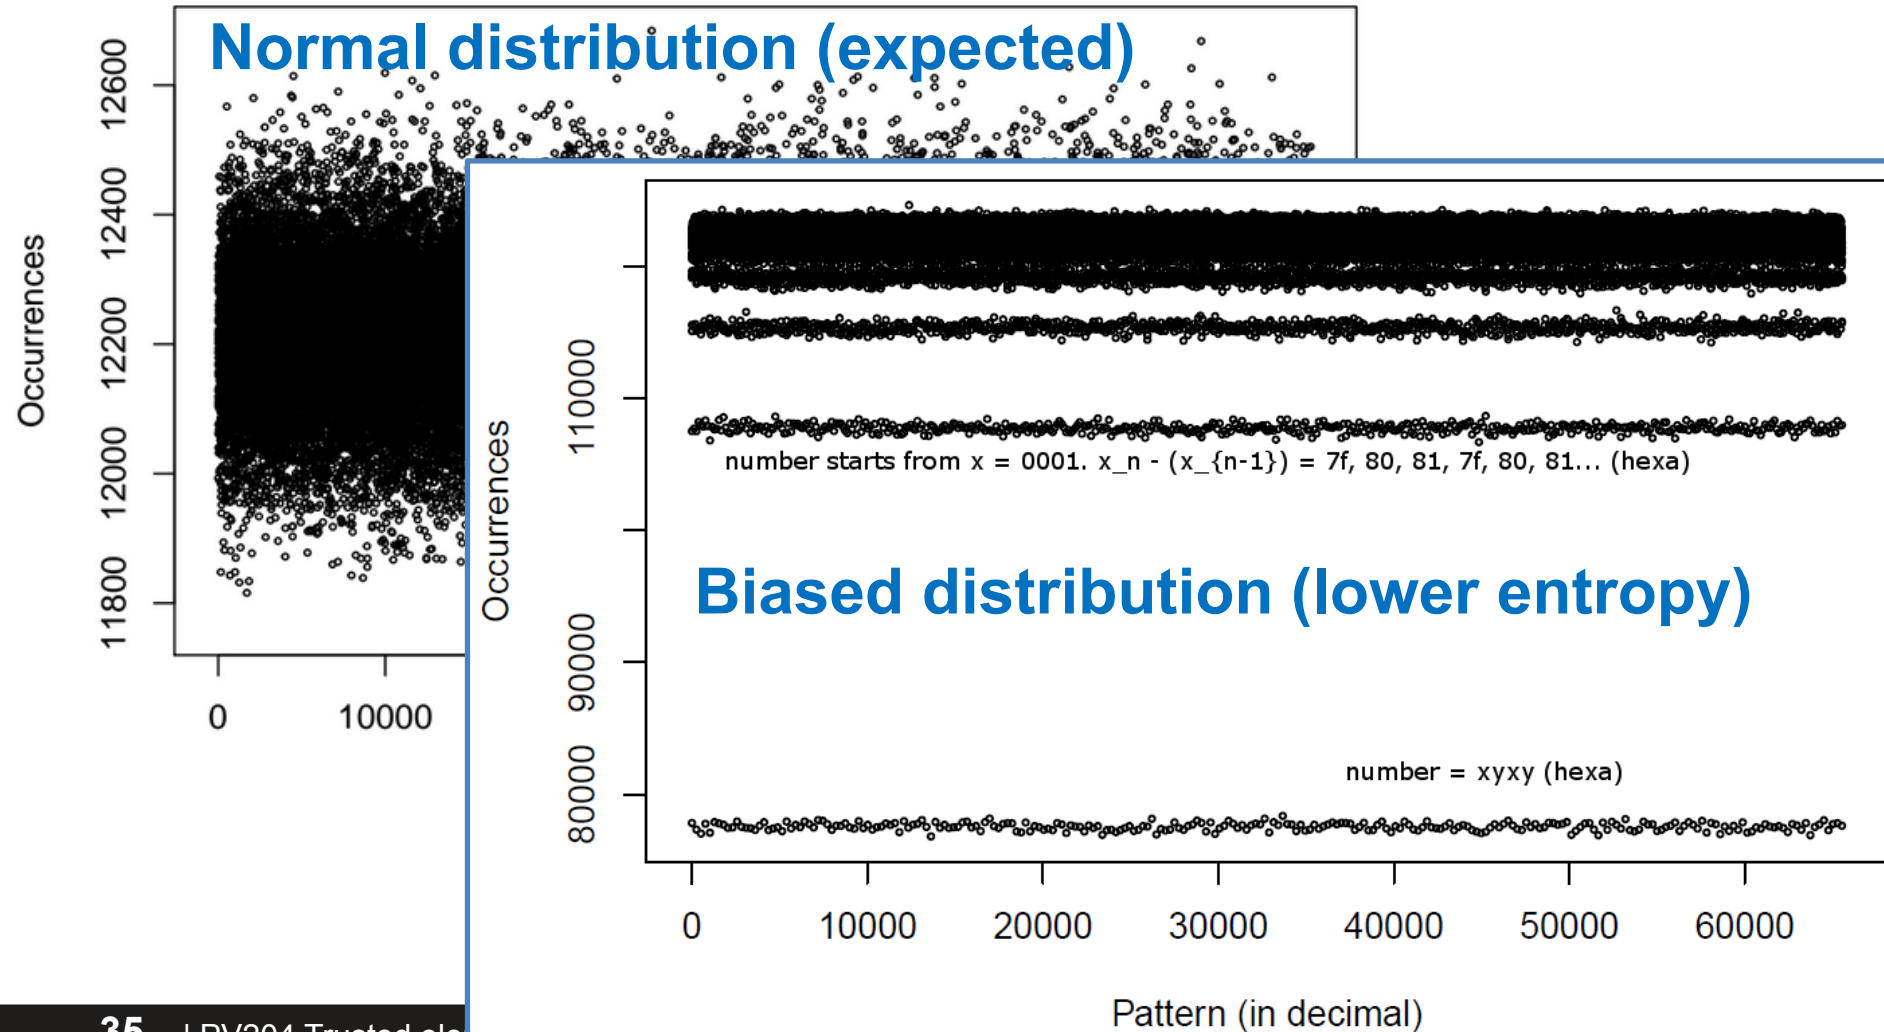 Normal distribution (expected)
Occurrences
12600
12400
12200
12000
11800
0 10000
Occurrences
110000
90000
80000
number starts from x = 0001. x_n - (x_{n-1}) = 7f, 80, 81, 7f, 80, 81... (hexa)
Biased distribution (lower entropy)
number = xyxy (hexa)
0 10000 20000 30000 40000 50000 60000
Pattern (in decimal)
35 | PV204 Trusted